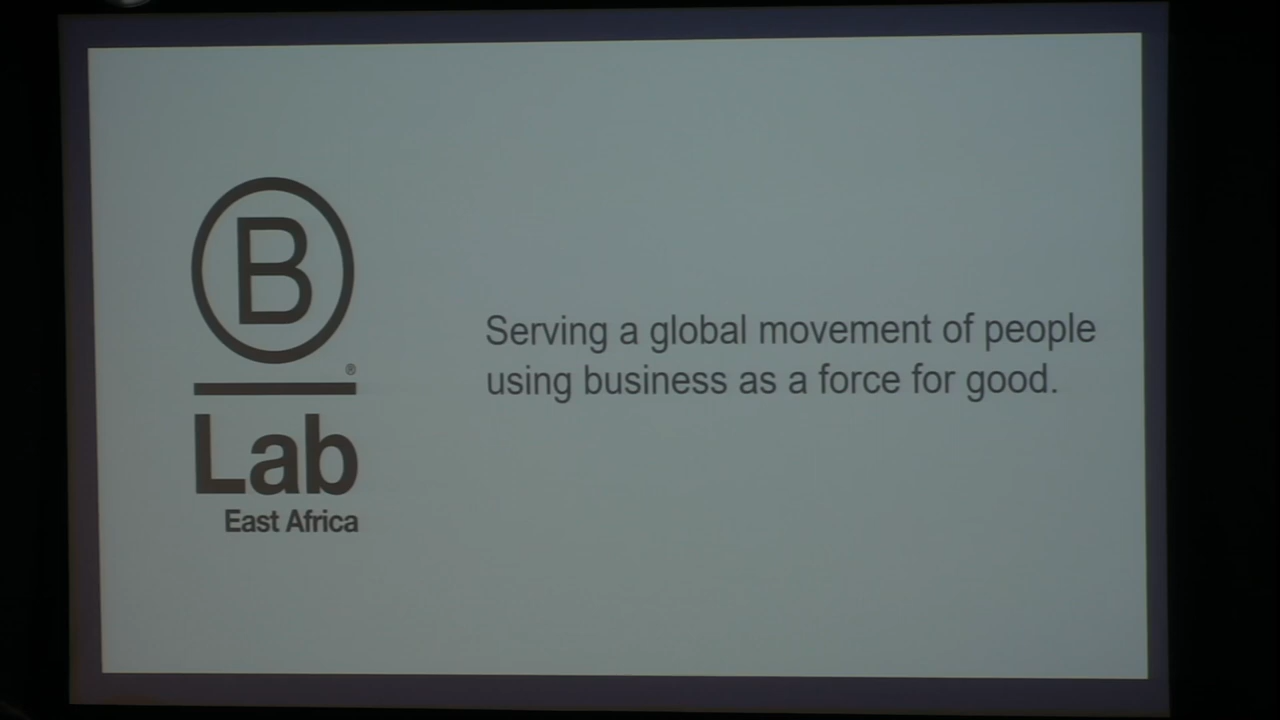 B
®
Lab
East Africa
Serving a global movement of people
using business as a force for good.